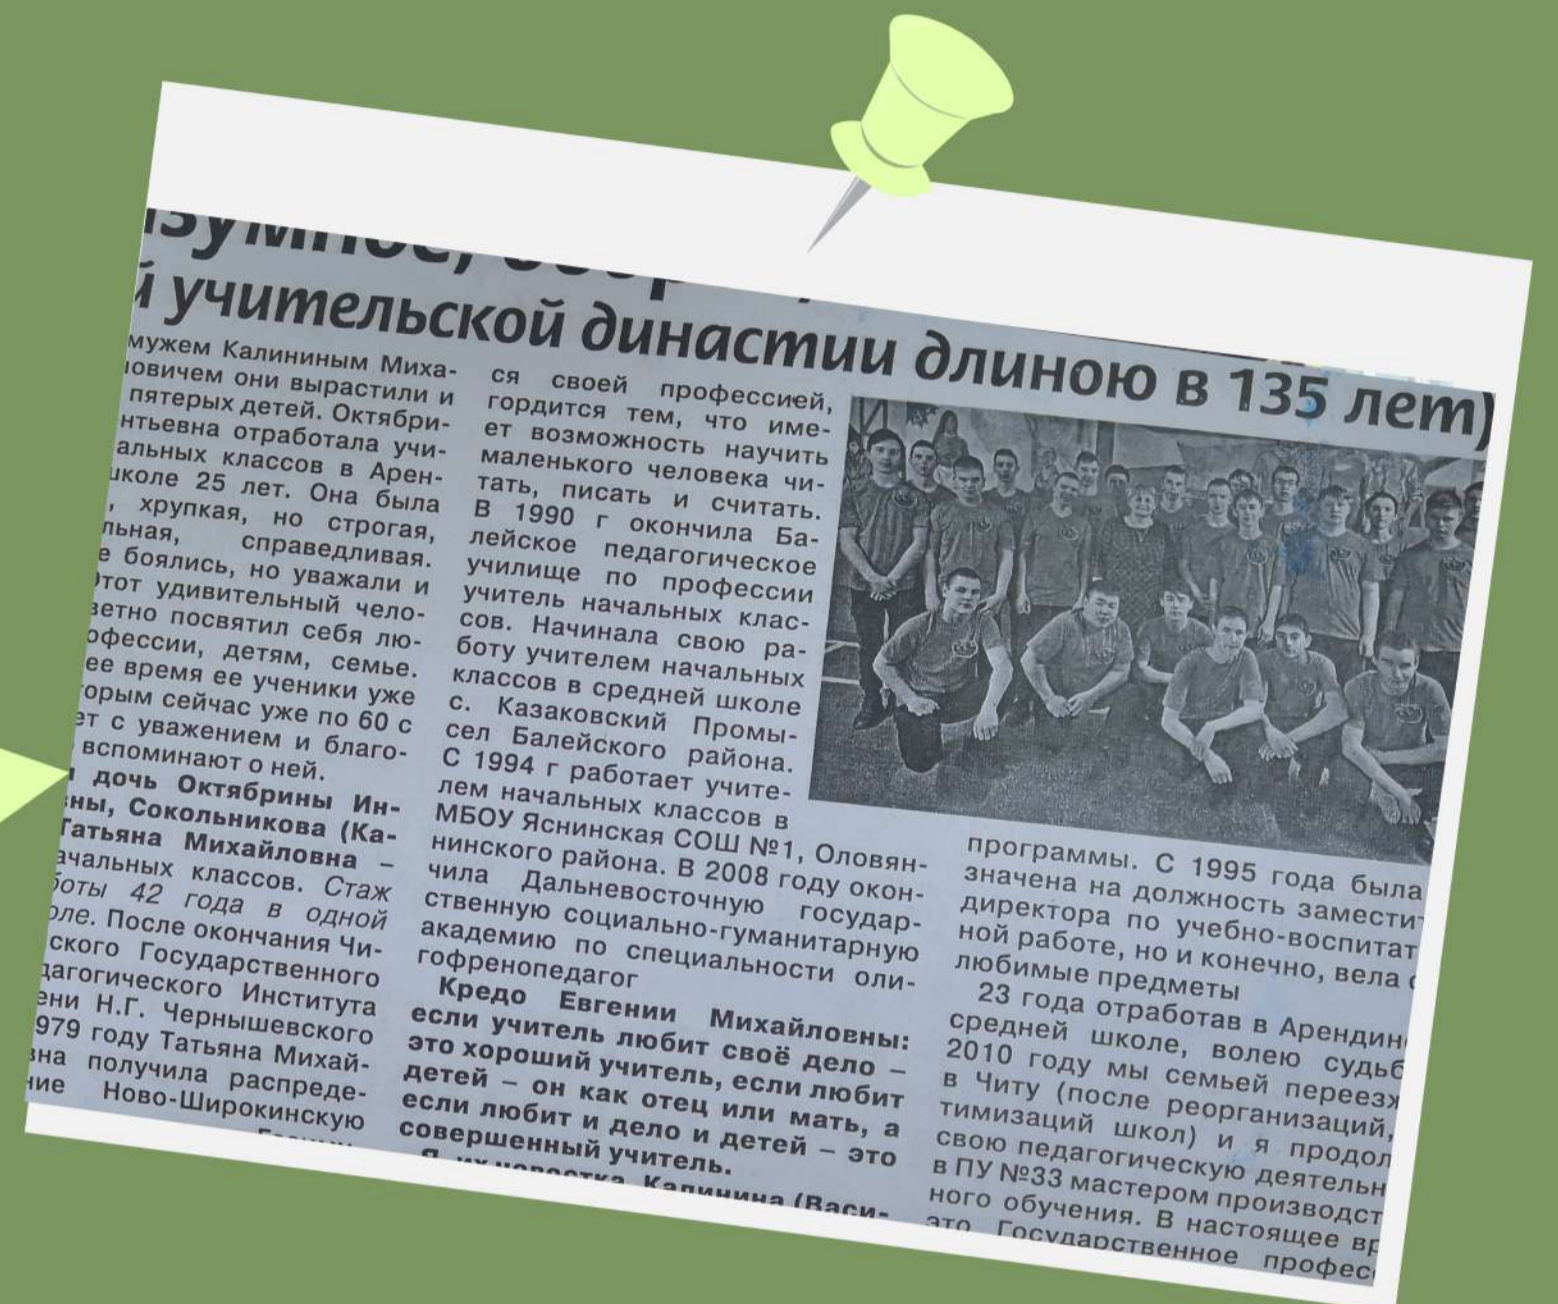 й учительской династии длиною в 135 лет)
мужем Калининым Миха-
новичем они вырастили и
пятерых детей. Октябри-
нтьевна отработала учи-
альных классов в Арен-
школе 25 лет. Она была
, хрупкая, но строгая,
льная, справедливая.
е боялись, но уважали и
Этот удивительный чело-
ветно посвятил себя лю-
офессии, детям, семье.
ее время ее ученики уже
орым сейчас уже по 60 с
ет с уважением и благо-
вспоминают о ней.
дочь Октябрины Ин-
ны, Сокольникова (Ка-
Татьяна Михайловна –
ачальных классов. Стаж
боты 42 года в одной
оле. После окончания Чи-
ского Государственного
дагогического Института
ени Н.Г. Чернышевского
979 году Татьяна Михай-
вна получила распреде-
ние Ново-Широкинскую
ся своей профессией,
гордится тем, что име-
ет возможность научить
маленького человека чи-
тать, писать и считать.
В 1990 г окончила Ба-
лейское педагогическое
училище по профессии
учитель начальных клас-
сов. Начинала свою ра-
боту учителем начальных
классов в средней школе
с. Казаковский Промы-
сел Балейского района.
С 1994 г работает учите-
лем начальных классов в
МБОУ Яснинская СОШ №1, Оловян-
нинского района. В 2008 году окон-
чила Дальневосточную государ-
ственную социально-гуманитарную
академию по специальности оли-
гофренопедагог
Кредо Евгении Михайловны:
если учитель любит своё дело –
это хороший учитель, если любит
детей – он как отец или мать, а
если любит и дело и детей – это
совершенный учитель.
Я, их невестка, Калинина (Васи-
программы. С 1995 года была
значена на должность заместит
директора по учебно-воспитат
ной работе, но и конечно, вела с
любимые предметы
23 года отработав в Арендин
средней школе, волею судьб
2010 году мы семьей переезж
в Читу (после реорганизаций,
тимизаций школ) и я продол
свою педагогическую деятельн
в ПУ №33 мастером производст
ного обучения. В настоящее вр
это Государственное профес